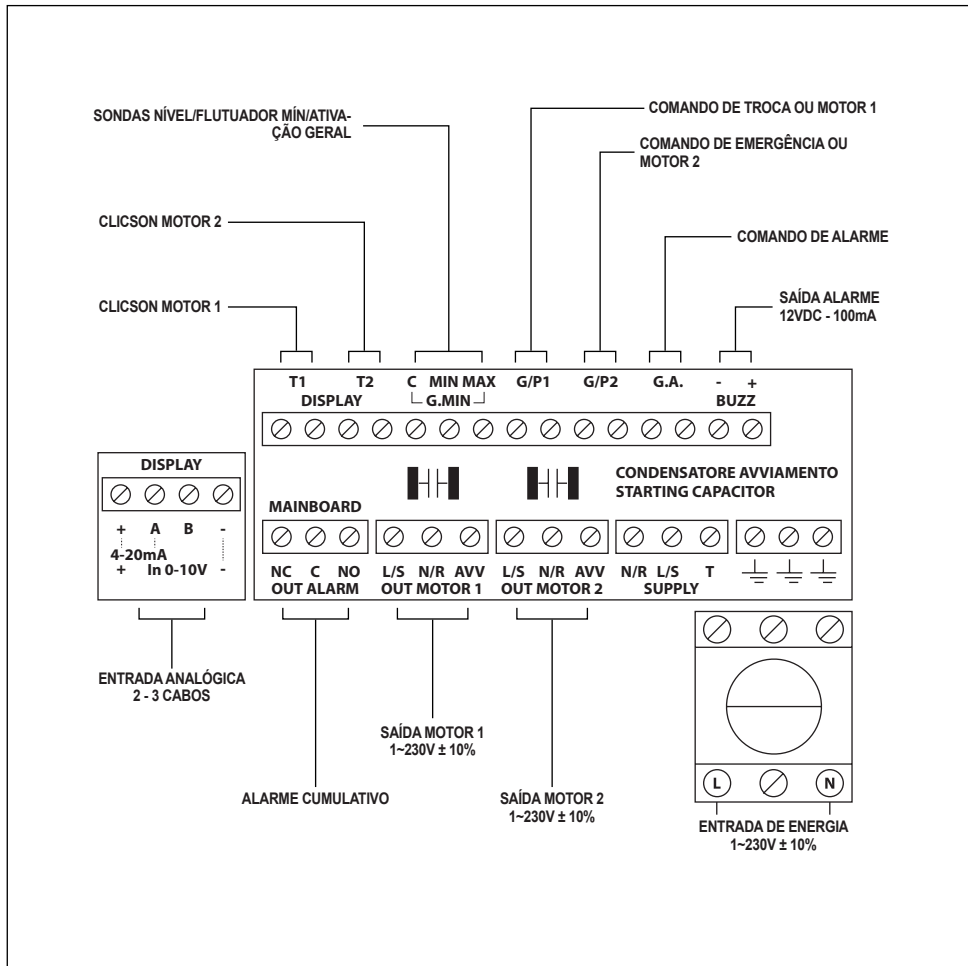 SONDAS NÍVEL/FLUTUADOR MÍN/ATIVA-
ÇÃO GERAL
COMANDO DE TROCA OU MOTOR 1
COMANDO DE EMERGÊNCIA OU
MOTOR 2
CLICSON MOTOR 2
COMANDO DE ALARME
CLICSON MOTOR 1
SAÍDA ALARME
12VDC - 100mA
T1 T2 C MIN MAX G/P1 G/P2 G.A. - +
DISPLAY G.MIN BUZZ
DISPLAY
+ A B -
4-20mA
+ In 0-10V -
CONDENSATORE AVVIAMENTO
STARTING CAPACITOR
MAINBOARD
NC C NO L/S N/R AVV L/S N/R AVV N/R L/S T
OUT ALARM OUT MOTOR 1 OUT MOTOR 2 SUPPLY
ENTRADA ANALÓGICA
2 - 3 CABOS
SAÍDA MOTOR 1
1~230V ± 10%
ALARME CUMULATIVO
SAÍDA MOTOR 2
1~230V ± 10%
L N
ENTRADA DE ENERGIA
1~230V ± 10%